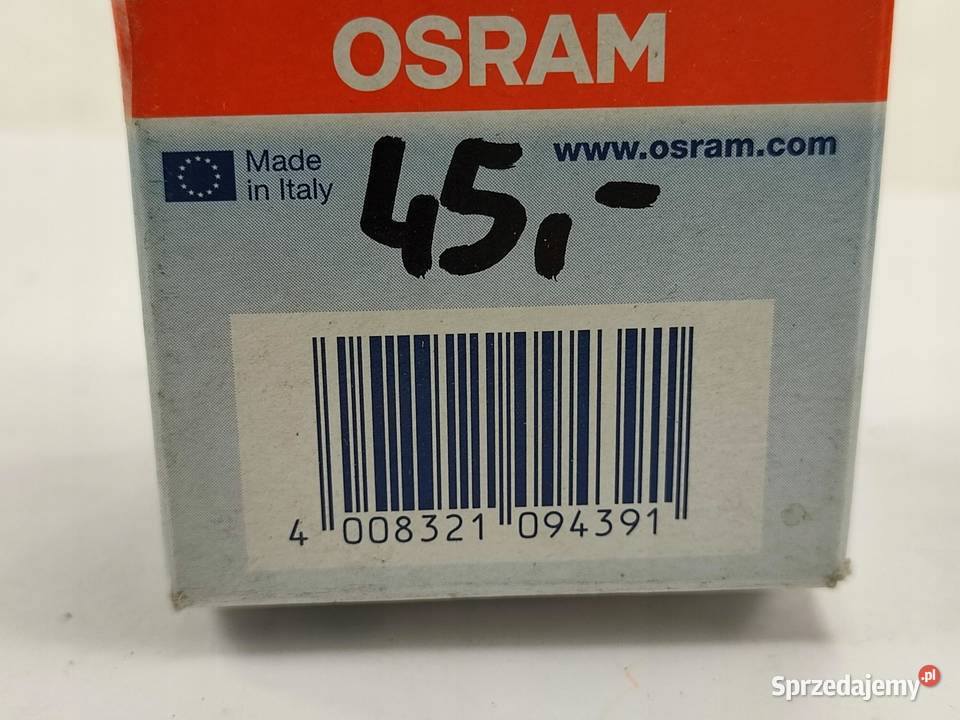 OSRAM
Made
in Italy
45,-
www.osram.com
4 008321 094391
Sprzedajemy.pl